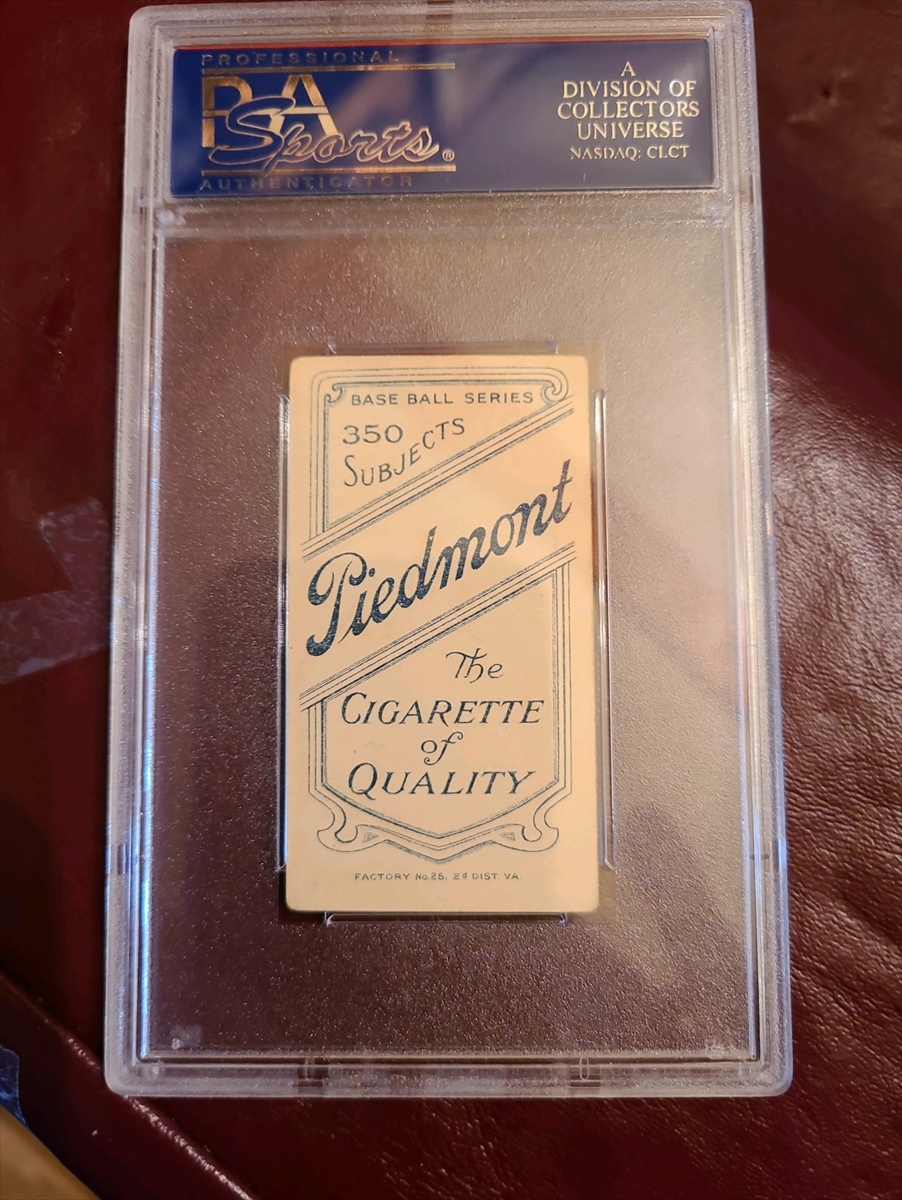 PROFESSIONAL
PSA
Sports®
AUTHENTICATOR
A
DIVISION OF
COLLECTORS
UNIVERSE
NASDAQ: CLCT
BASE BALL SERIES
350
SUBJECTS
Piedmont
The
CIGARETTE
of
QUALITY
FACTORY No. 25. 2d DIST VA.